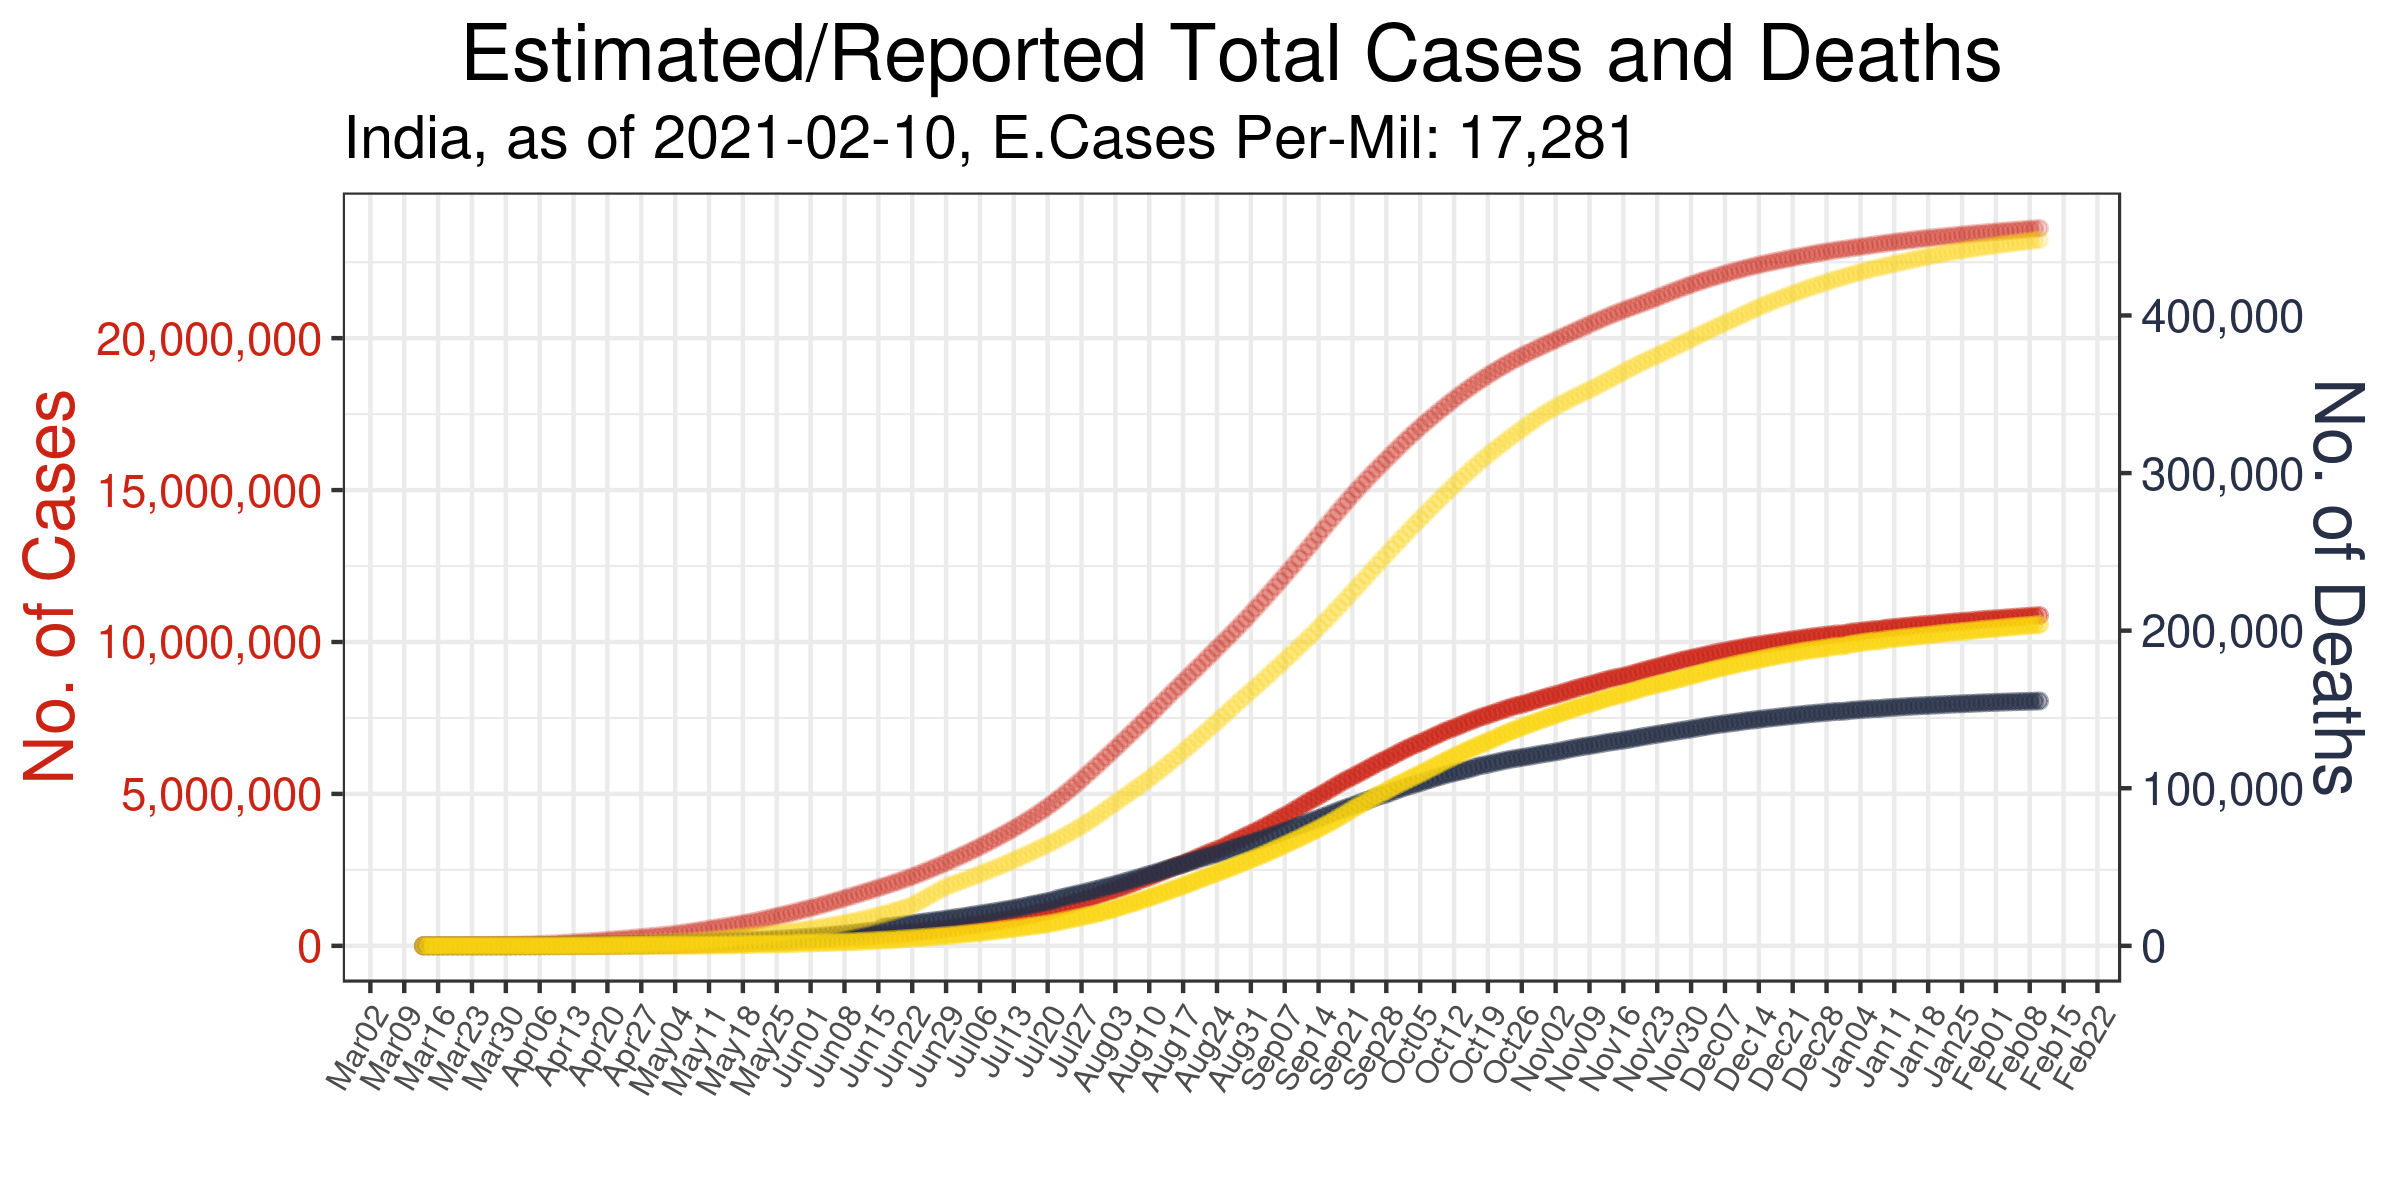 Estimated/Reported Total Cases and Deaths
India, as of 2021-02-10, E.Cases Per-Mil: 17,281
No. of Cases
20,000,000
15,000,000
10,000,000
5,000,000
0
400,000
300,000
200,000
100,000
0
No. of Deaths
Mar02
Mar09
Mar16
Mar23
Mar30
Apr06
Apr13
Apr20
Apr27
May04
May11
May18
May25
Jun01
Jun08
Jun15
Jun22
Jun29
Jul06
Jul13
Jul20
Jul27
Aug03
Aug10
Aug17
Aug24
Aug31
Sep07
Sep14
Sep21
Sep28
Oct05
Oct12
Oct19
Oct26
Nov02
Nov09
Nov16
Nov23
Nov30
Dec07
Dec14
Dec21
Dec28
Jan04
Jan11
Jan18
Jan25
Feb01
Feb08
Feb15
Feb22